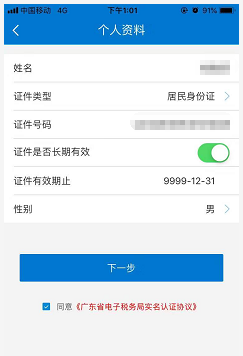 中国移动 4G 下午1:01 91%
个人资料
姓名
证件类型 居民身份证
证件号码
证件是否长期有效
证件有效期止 9999-12-31
性别 男
下一步
同意《广东省电子税务局实名认证协议》